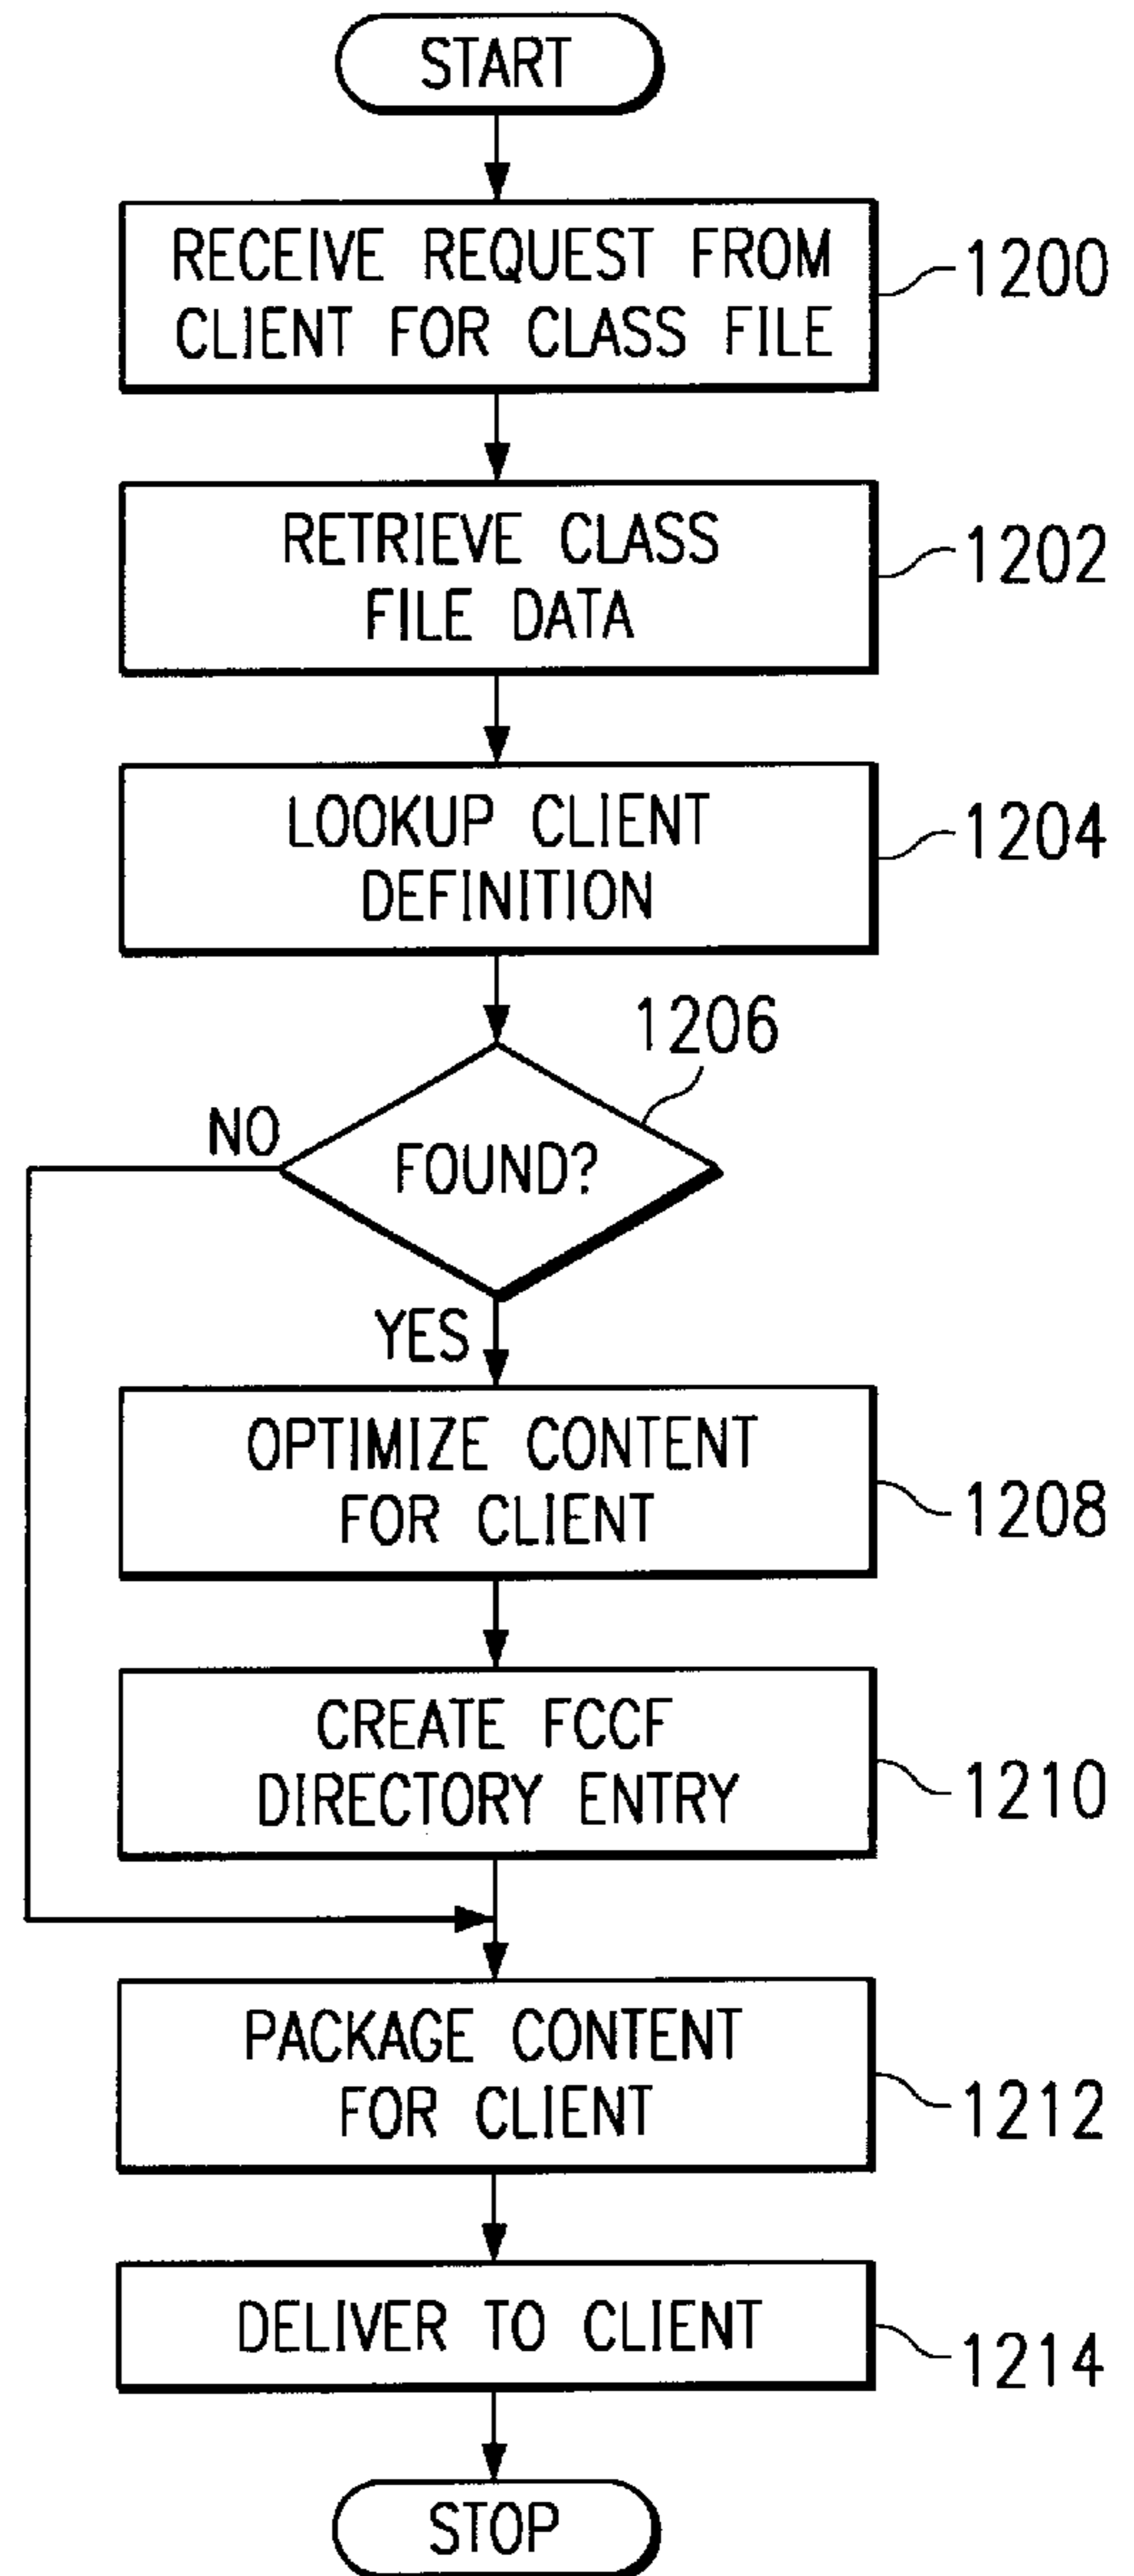 START
RECEIVE REQUEST FROM
CLIENT FOR CLASS FILE
1200
RETRIEVE CLASS
FILE DATA
1202
LOOKUP CLIENT
DEFINITION
1204
1206
NO
FOUND?
YES
OPTIMIZE CONTENT
FOR CLIENT
1208
CREATE FCCF
DIRECTORY ENTRY
1210
PACKAGE CONTENT
FOR CLIENT
1212
DELIVER TO CLIENT
1214
STOP